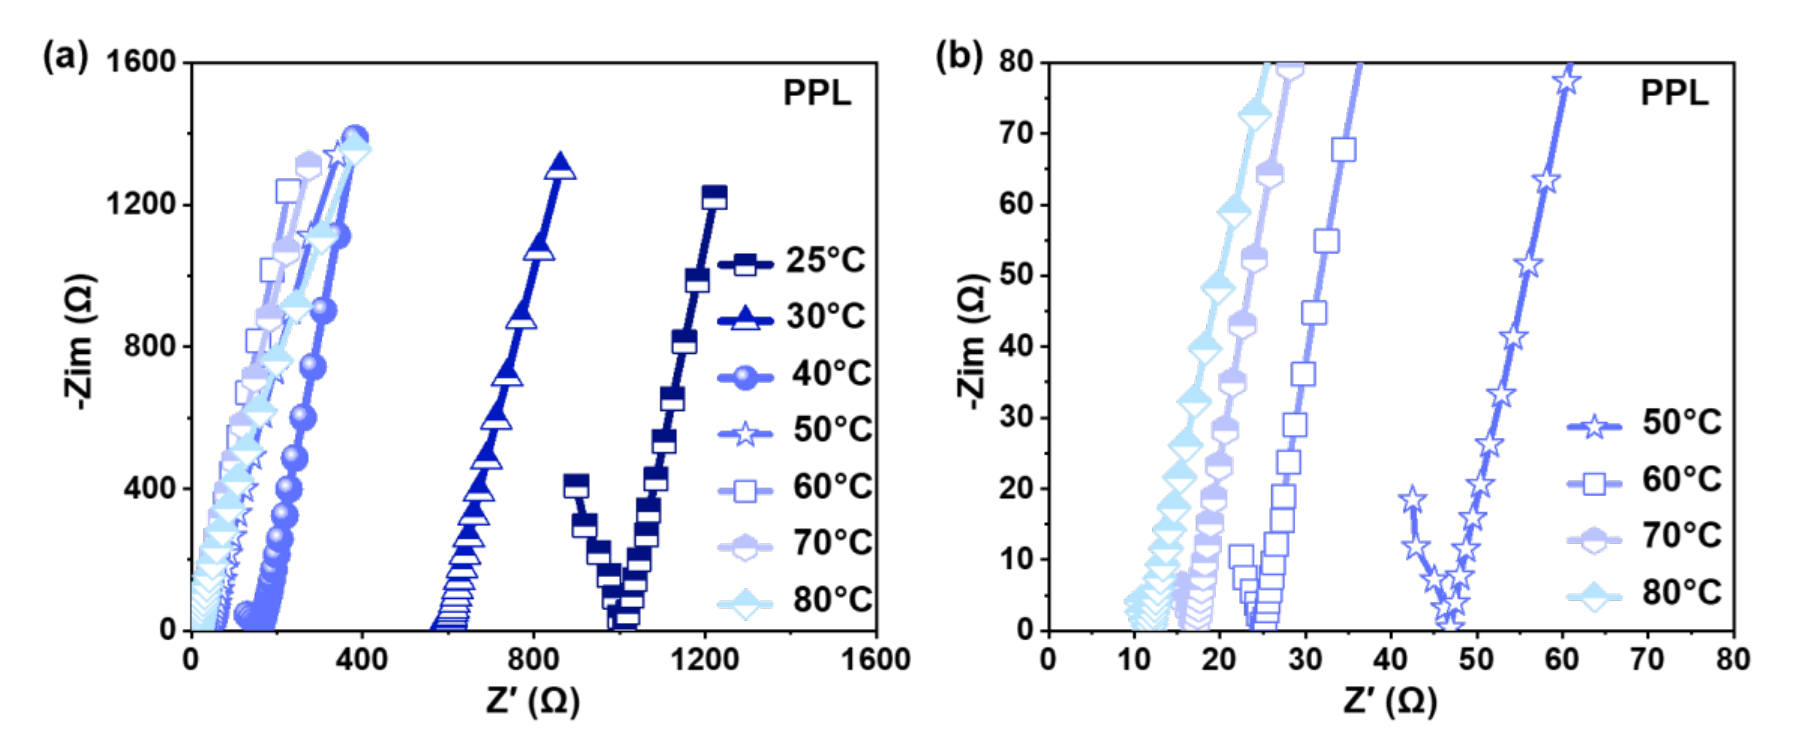 (a)
1600
1200
800
400
0
-Zim (Ω)
0 400 800 1200 1600
Z′ (Ω)
PPL
25°C
30°C
40°C
50°C
60°C
70°C
80°C
(b)
80
70
60
50
40
30
20
10
0
-Zim (Ω)
0 10 20 30 40 50 60 70 80
Z′ (Ω)
PPL
50°C
60°C
70°C
80°C